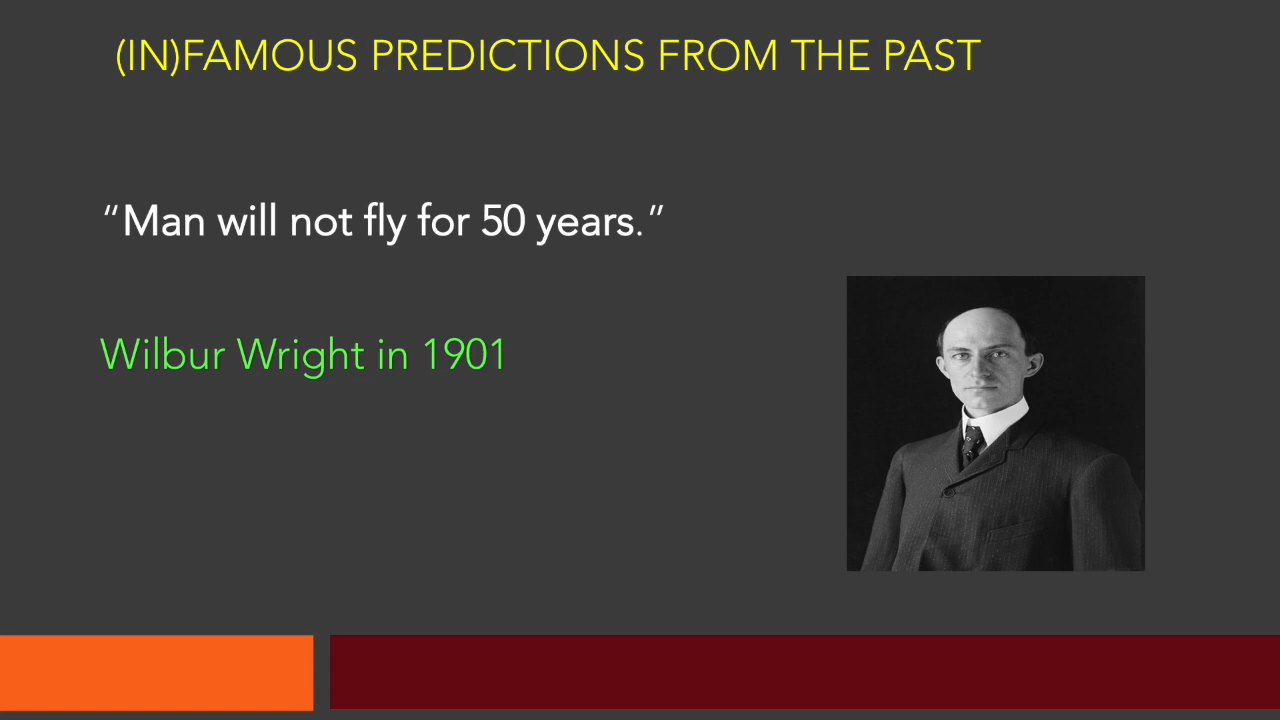 (IN)FAMOUS PREDICTIONS FROM THE PAST
“Man will not fly for 50 years.”
Wilbur Wright in 1901